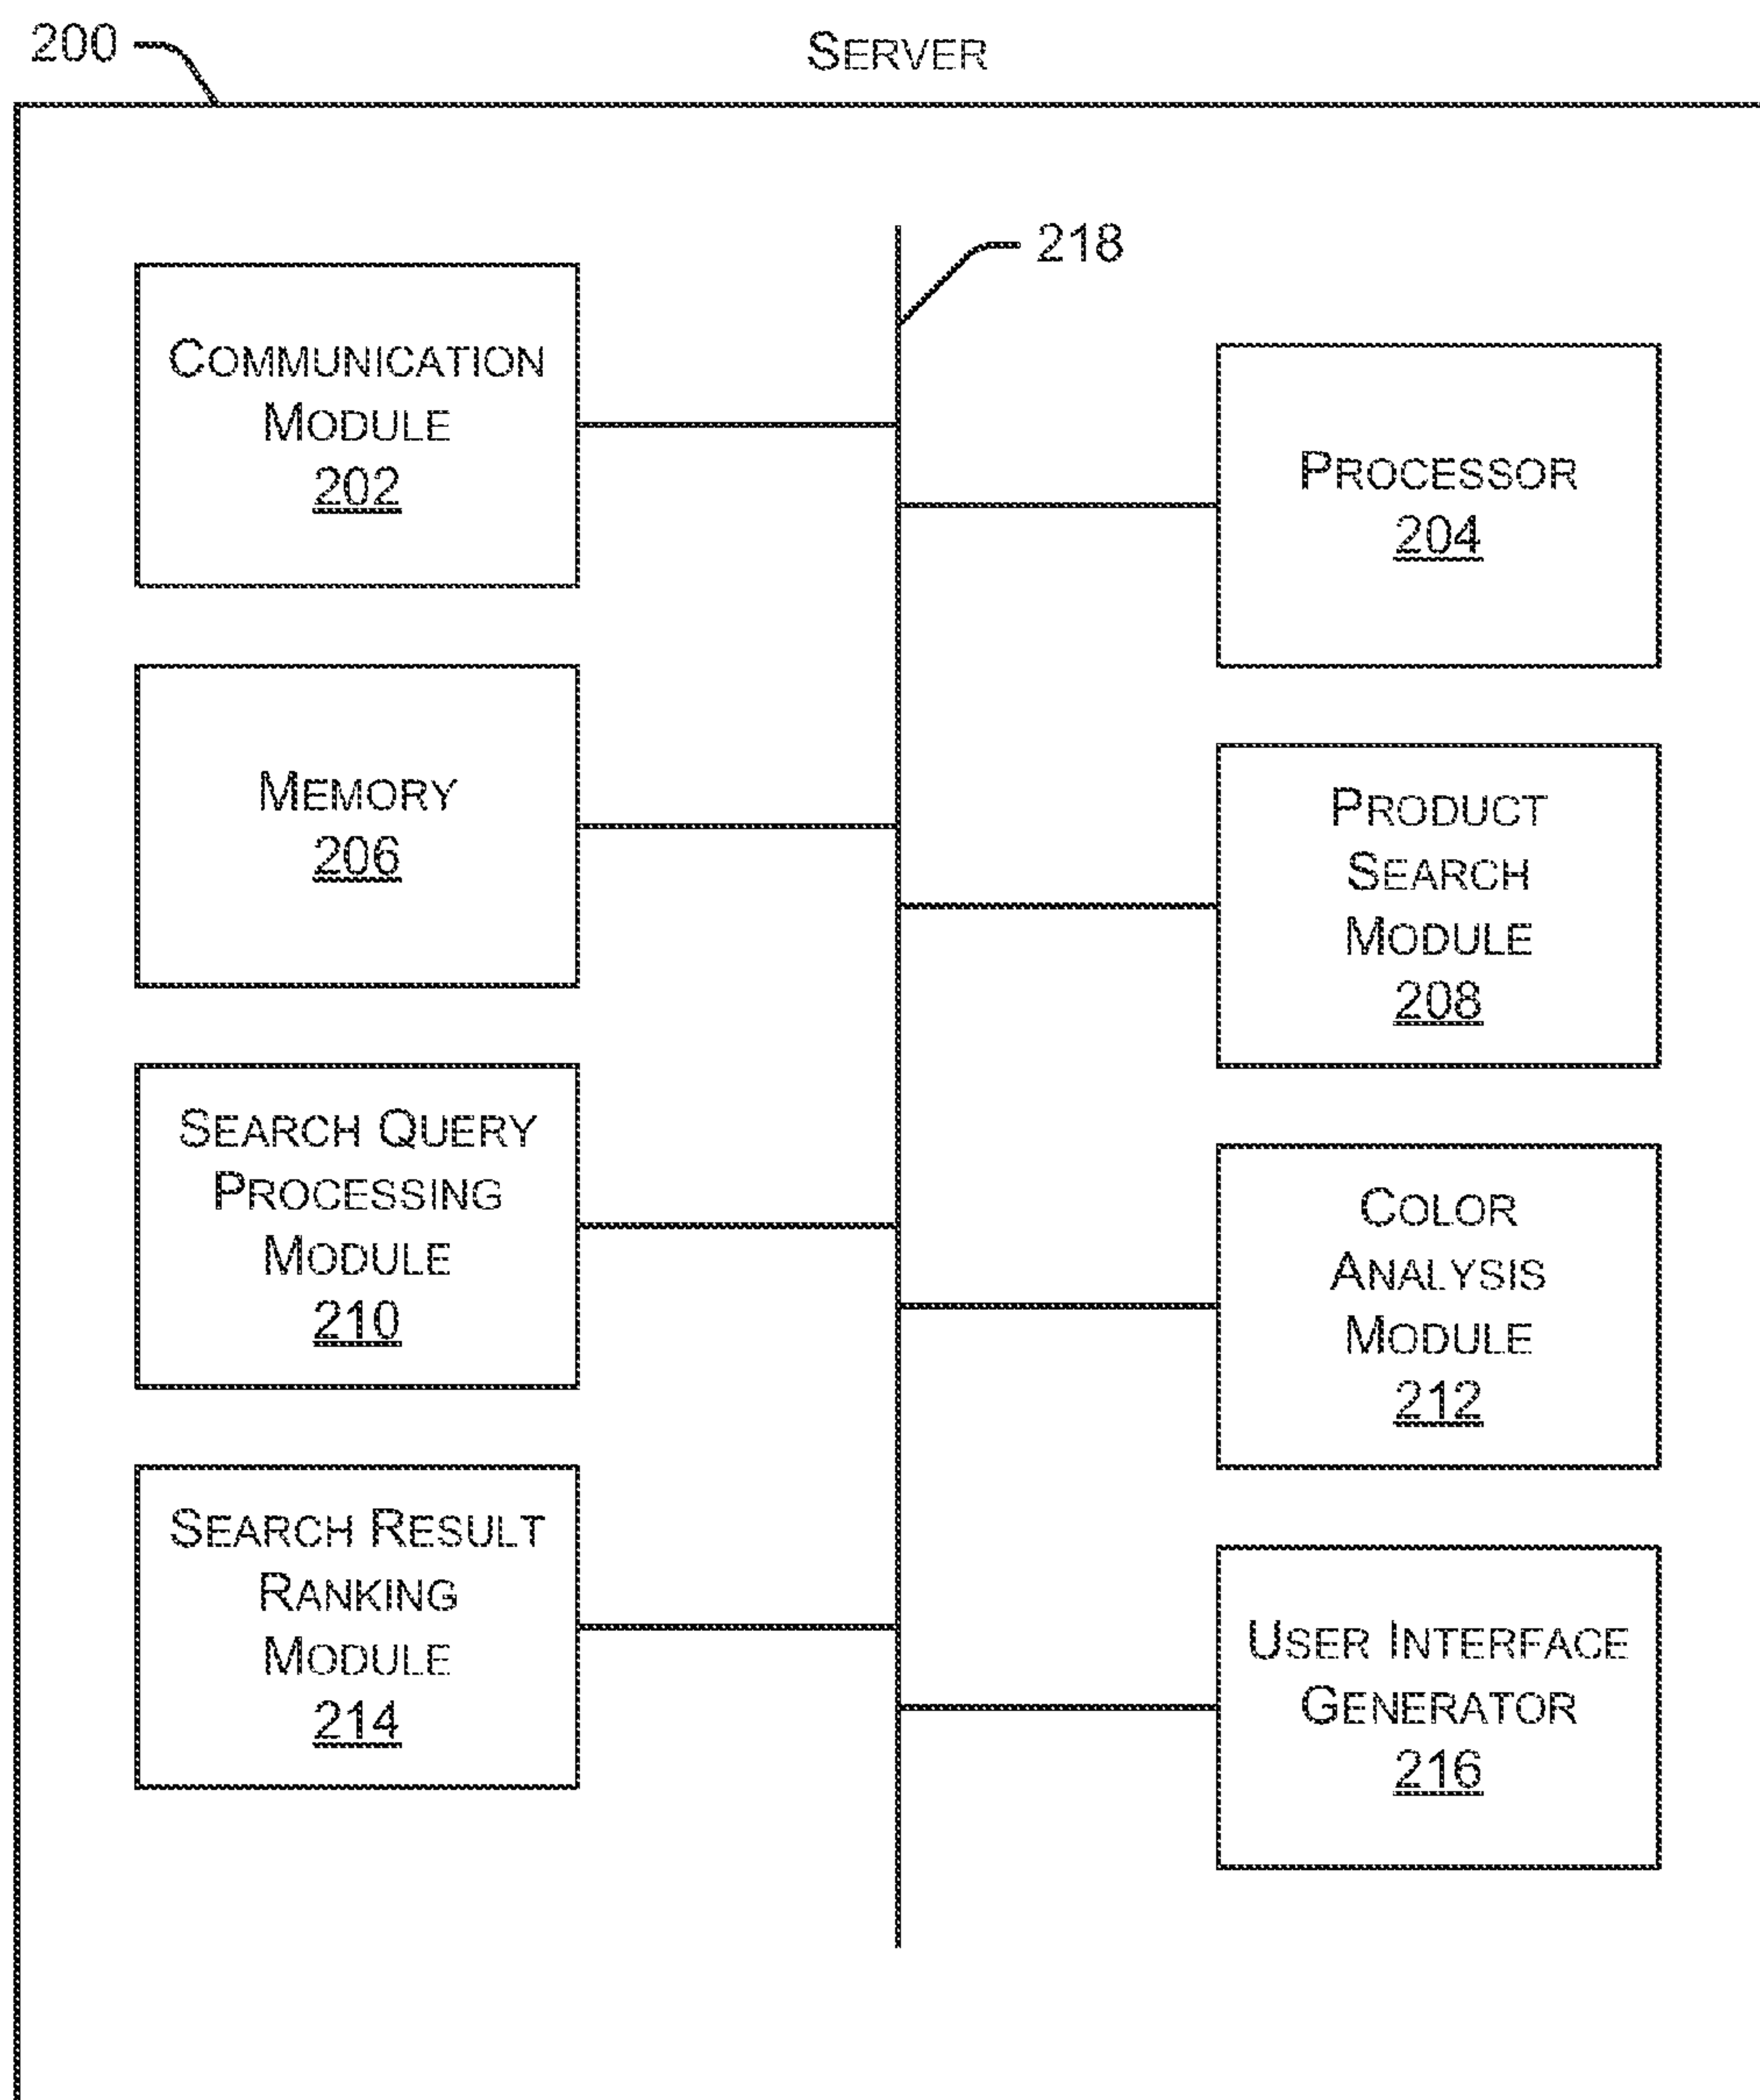 200
SERVER
218
COMMUNICATION
MODULE
202
PROCESSOR
204
MEMORY
206
PRODUCT
SEARCH
MODULE
208
SEARCH QUERY
PROCESSING
MODULE
210
COLOR
ANALYSIS
MODULE
212
SEARCH RESULT
RANKING
MODULE
214
USER INTERFACE
GENERATOR
216